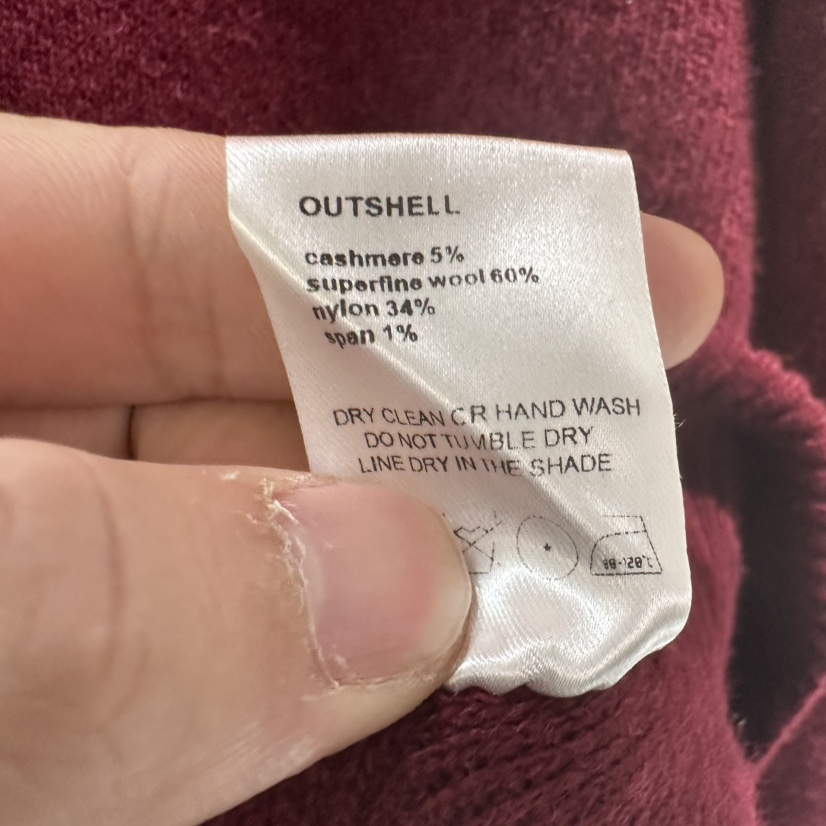 OUTSHELL
cashmere 5%
superfine wool 60%
nylon 34%
span 1%
DRY CLEAN OR HAND WASH
DO NOT TUMBLE DRY
LINE DRY IN THE SHADE